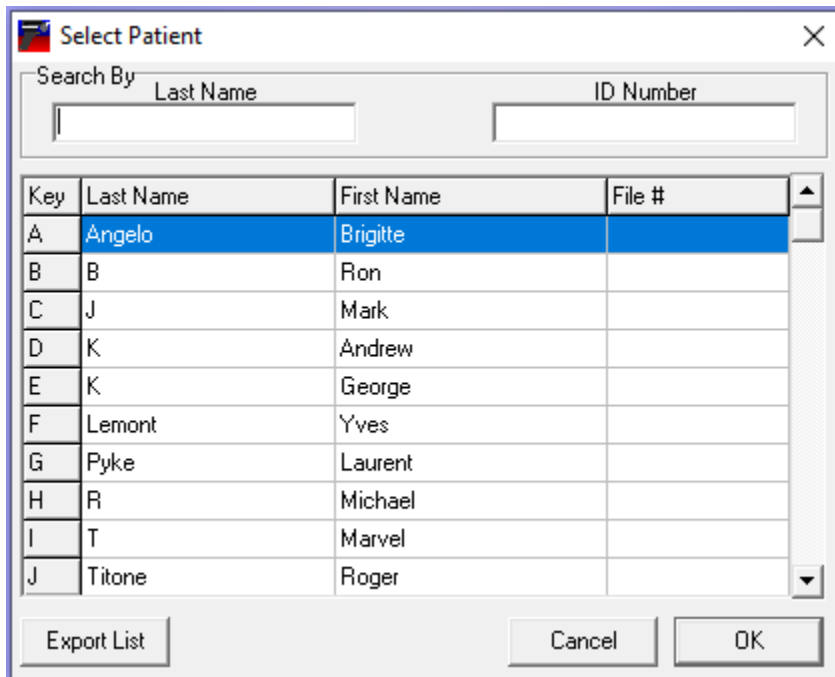 Select Patient
Search By
Last Name ID Number
Key Last Name First Name File #
A Angelo Brigitte
B B Ron
C J Mark
D K Andrew
E K George
F Lemont Yves
G Pyke Laurent
H R Michael
I T Marvel
J Titone Roger
Export List Cancel OK